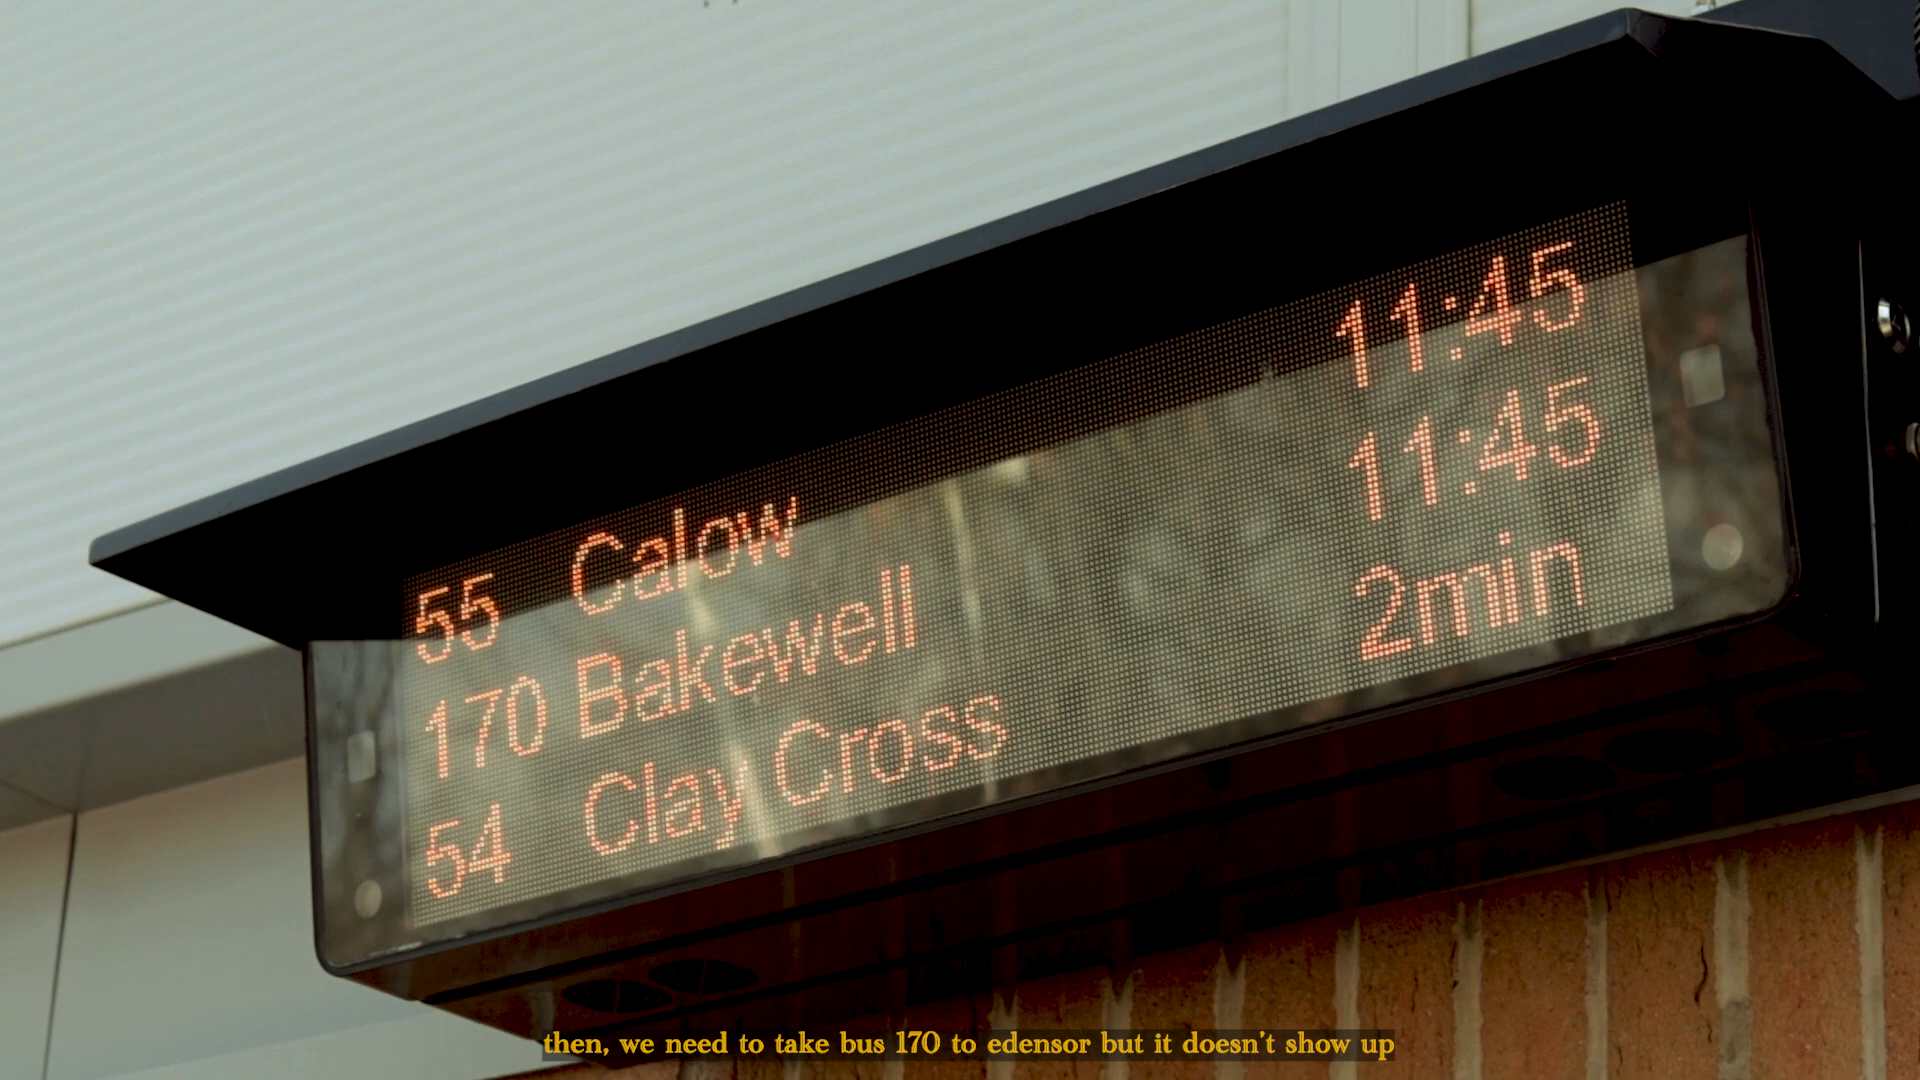 55 Calow 11:45
170 Bakewell 11:45
54 Clay Cross 2min
then, we need to take bus 170 to edensor but it doesn't show up